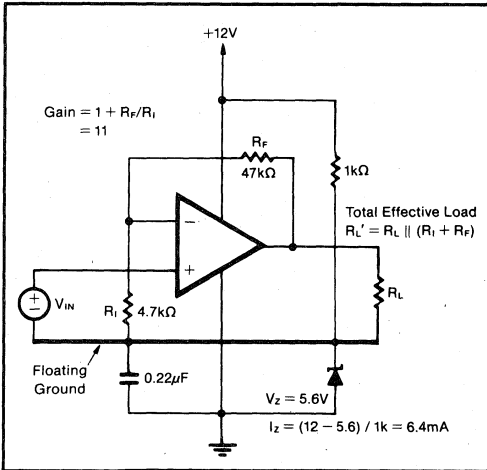 +12V
Gain = 1 + RF/RI
= 11
RF
47kΩ
1kΩ
Total Effective Load
RL' = RL || (RI + RF)
−
+
VIN
RI 4.7kΩ
RL
Floating
Ground
0.22μF
VZ = 5.6V
IZ = (12 − 5.6) / 1k = 6.4mA